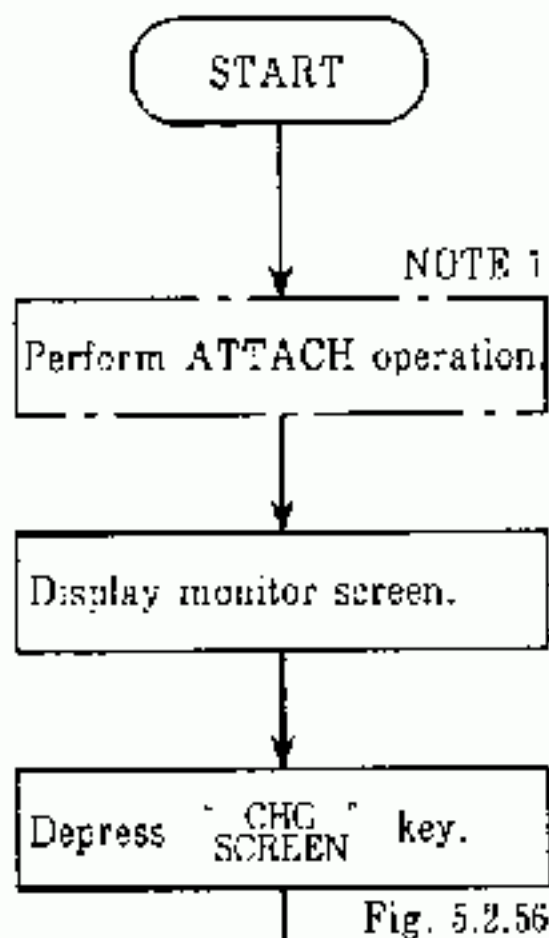 START
NOTE 1
Perform ATTACH operation.
Display monitor screen.
Depress " CHG SCREEN " key.
Fig. 5.2.56